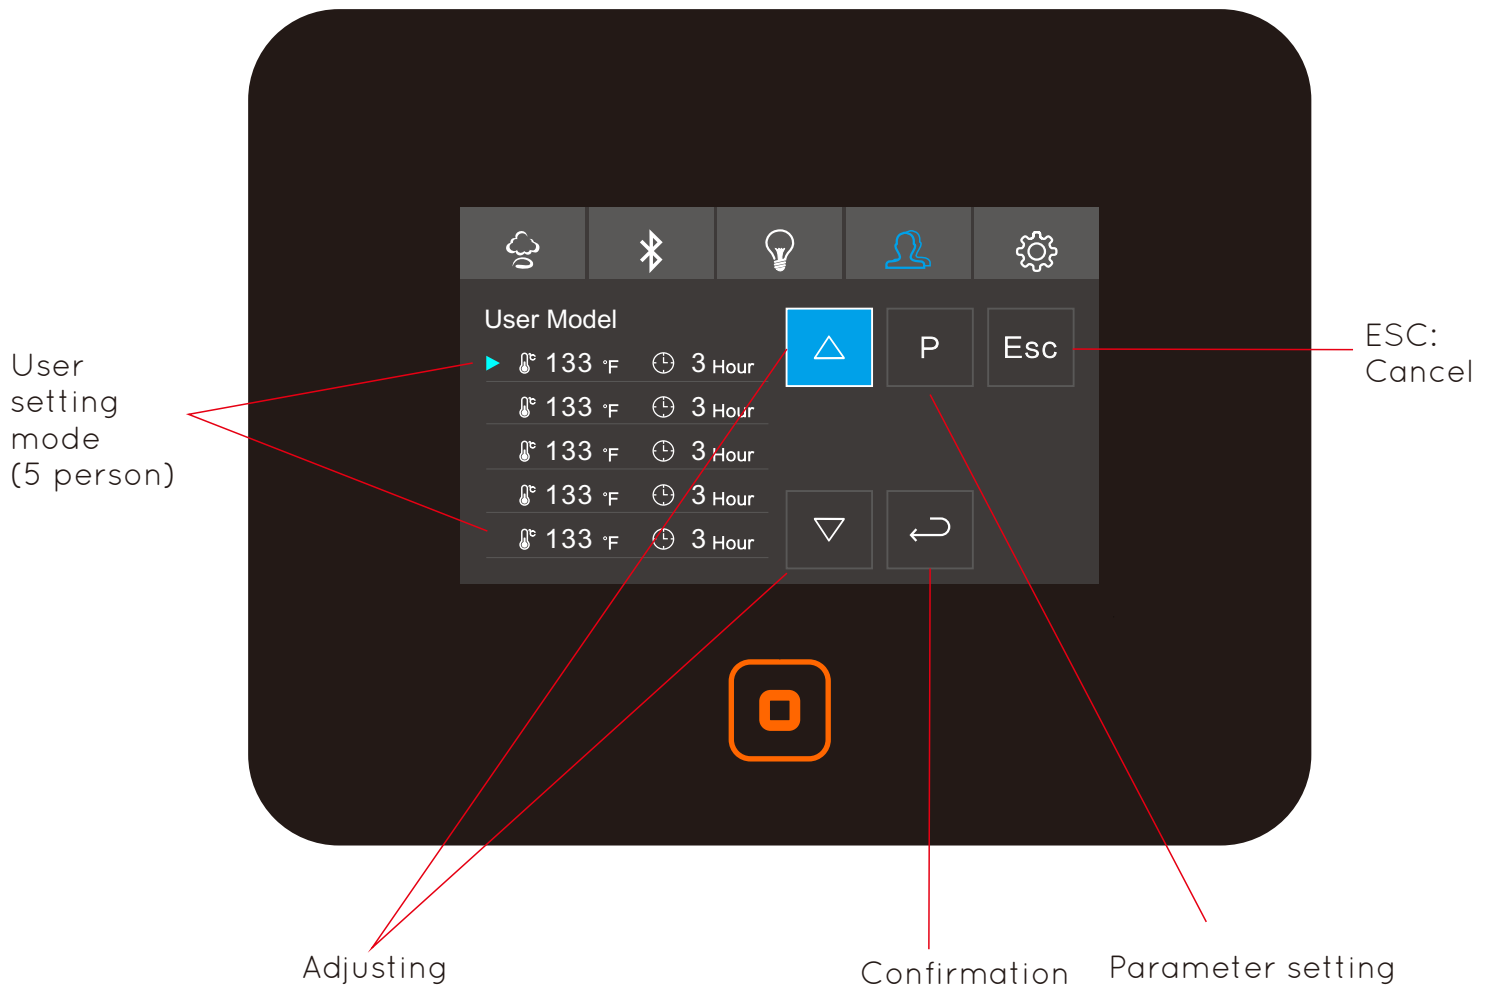 User Model
133 °F 3 Hour
133 °F 3 Hour
133 °F 3 Hour
133 °F 3 Hour
133 °F 3 Hour
P
Esc
User
setting
mode
(5 person)
ESC:
Cancel
Adjusting
Confirmation
Parameter setting